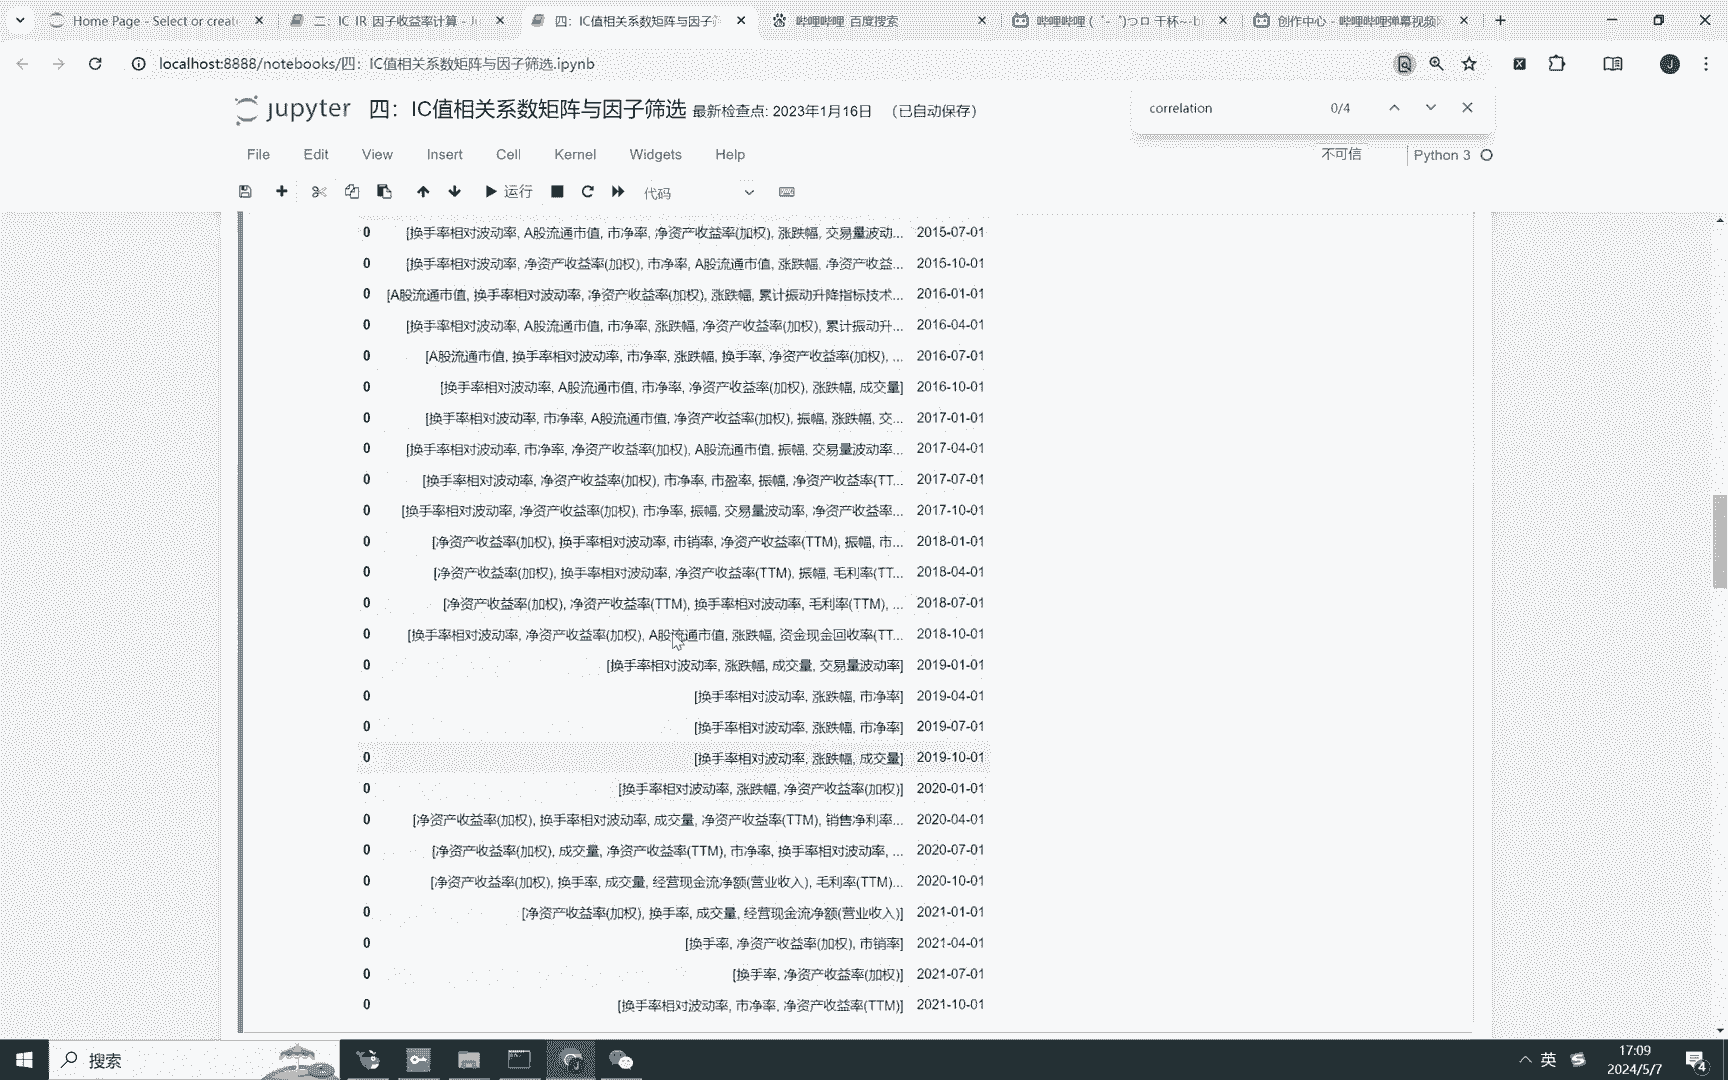 Home Page - Select or create
二：IC_IR_因子收益率计算 - Ju
四：IC值相关系数矩阵与因子筛
哔哩哔哩_百度搜索
哔哩哔哩 (゜-゜)つロ 干杯~-b
创作中心 - 哔哩哔哩弹幕视频网
localhost:8888/notebooks/四：IC值相关系数矩阵与因子筛选.ipynb
J
jupyter 四：IC值相关系数矩阵与因子筛选 最新检查点: 2023年1月16日 （已自动保存）
correlation 0/4
File Edit View Insert Cell Kernel Widgets Help
不可信 Python 3
运行 代码
0 [换手率相对波动率, A股流通市值, 市净率, 净资产收益率(加权), 涨跌幅, 交易量波动... 2015-07-01
0 [换手率相对波动率, 净资产收益率(加权), 市净率, A股流通市值, 涨跌幅, 净资产收益... 2015-10-01
0 [A股流通市值, 换手率相对波动率, 净资产收益率(加权), 涨跌幅, 累计振动升降指标技术... 2016-01-01
0 [换手率相对波动率, A股流通市值, 市净率, 涨跌幅, 净资产收益率(加权), 累计振动升... 2016-04-01
0 [A股流通市值, 换手率相对波动率, 市净率, 涨跌幅, 换手率, 净资产收益率(加权), ... 2016-07-01
0 [换手率相对波动率, A股流通市值, 市净率, 净资产收益率(加权), 涨跌幅, 成交量] 2016-10-01
0 [换手率相对波动率, 市净率, A股流通市值, 净资产收益率(加权), 振幅, 涨跌幅, 交... 2017-01-01
0 [换手率相对波动率, 市净率, 净资产收益率(加权), A股流通市值, 振幅, 交易量波动率... 2017-04-01
0 [换手率相对波动率, 净资产收益率(加权), 市净率, 市盈率, 振幅, 净资产收益率(TT... 2017-07-01
0 [换手率相对波动率, 净资产收益率(加权), 市净率, 振幅, 交易量波动率, 净资产收益率... 2017-10-01
0 [净资产收益率(加权), 换手率相对波动率, 市销率, 净资产收益率(TTM), 振幅, 市... 2018-01-01
0 [净资产收益率(加权), 换手率相对波动率, 净资产收益率(TTM), 振幅, 毛利率(TT... 2018-04-01
0 [净资产收益率(加权), 净资产收益率(TTM), 换手率相对波动率, 毛利率(TTM), ... 2018-07-01
0 [换手率相对波动率, 净资产收益率(加权), A股流通市值, 涨跌幅, 资金现金回收率(TT... 2018-10-01
0 [换手率相对波动率, 涨跌幅, 成交量, 交易量波动率] 2019-01-01
0 [换手率相对波动率, 涨跌幅, 市净率] 2019-04-01
0 [换手率相对波动率, 涨跌幅, 市净率] 2019-07-01
0 [换手率相对波动率, 涨跌幅, 成交量] 2019-10-01
0 [换手率相对波动率, 涨跌幅, 净资产收益率(加权)] 2020-01-01
0 [净资产收益率(加权), 换手率相对波动率, 成交量, 净资产收益率(TTM), 销售净利率... 2020-04-01
0 [净资产收益率(加权), 成交量, 净资产收益率(TTM), 市净率, 换手率相对波动率, ... 2020-07-01
0 [净资产收益率(加权), 换手率, 成交量, 经营现金流净额(营业收入), 毛利率(TTM)... 2020-10-01
0 [净资产收益率(加权), 换手率, 成交量, 经营现金流净额(营业收入)] 2021-01-01
0 [换手率, 净资产收益率(加权), 市销率] 2021-04-01
0 [换手率, 净资产收益率(加权)] 2021-07-01
0 [换手率相对波动率, 市净率, 净资产收益率(TTM)] 2021-10-01
搜索
英
17:09
2024/5/7
4